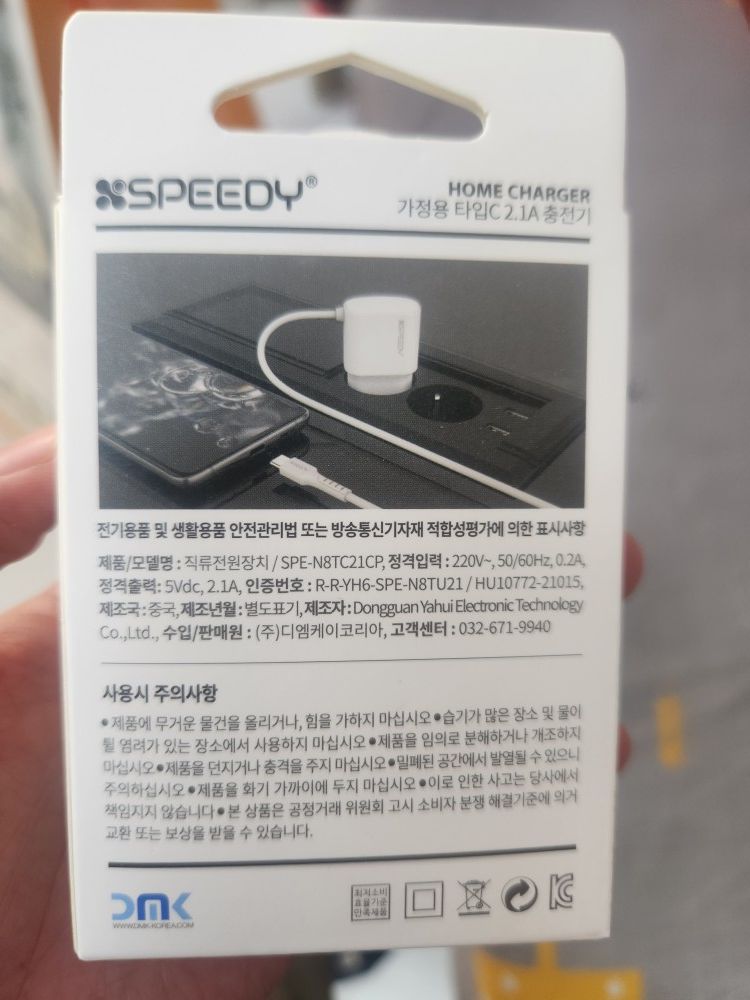 SPEEDY®
HOME CHARGER
가정용 타입C 2.1A 충전기
SPEEDY
전기용품 및 생활용품 안전관리법 또는 방송통신기자재 적합성평가에 의한 표시사항
제품/모델명 : 직류전원장치 / SPE-N8TC21CP, 정격입력 : 220V~, 50/60Hz, 0.2A,
정격출력 : 5Vdc, 2.1A, 인증번호 : R-R-YH6-SPE-N8TU21 / HU10772-21015,
제조국 : 중국, 제조년월 : 별도표기, 제조자 : Dongguan Yahui Electronic Technology
Co.,Ltd., 수입/판매원 : (주)디엠케이코리아, 고객센터 : 032-671-9940
사용시 주의사항
•제품에 무거운 물건을 올리거나, 힘을 가하지 마십시오 •습기가 많은 장소 및 물이
튈 염려가 있는 장소에서 사용하지 마십시오 •제품을 임의로 분해하거나 개조하지
마십시오 •제품을 던지거나 충격을 주지 마십시오 •밀폐된 공간에서 발열될 수 있으니
주의하십시오 •제품을 화기 가까이에 두지 마십시오 •이로 인한 사고는 당사에서
책임지지 않습니다 •본 상품은 공정거래 위원회 고시 소비자 분쟁 해결기준에 의거
교환 또는 보상을 받을 수 있습니다.
DMK
WWW.DMK-KOREA.COM
최저소비
효율기준
만족제품